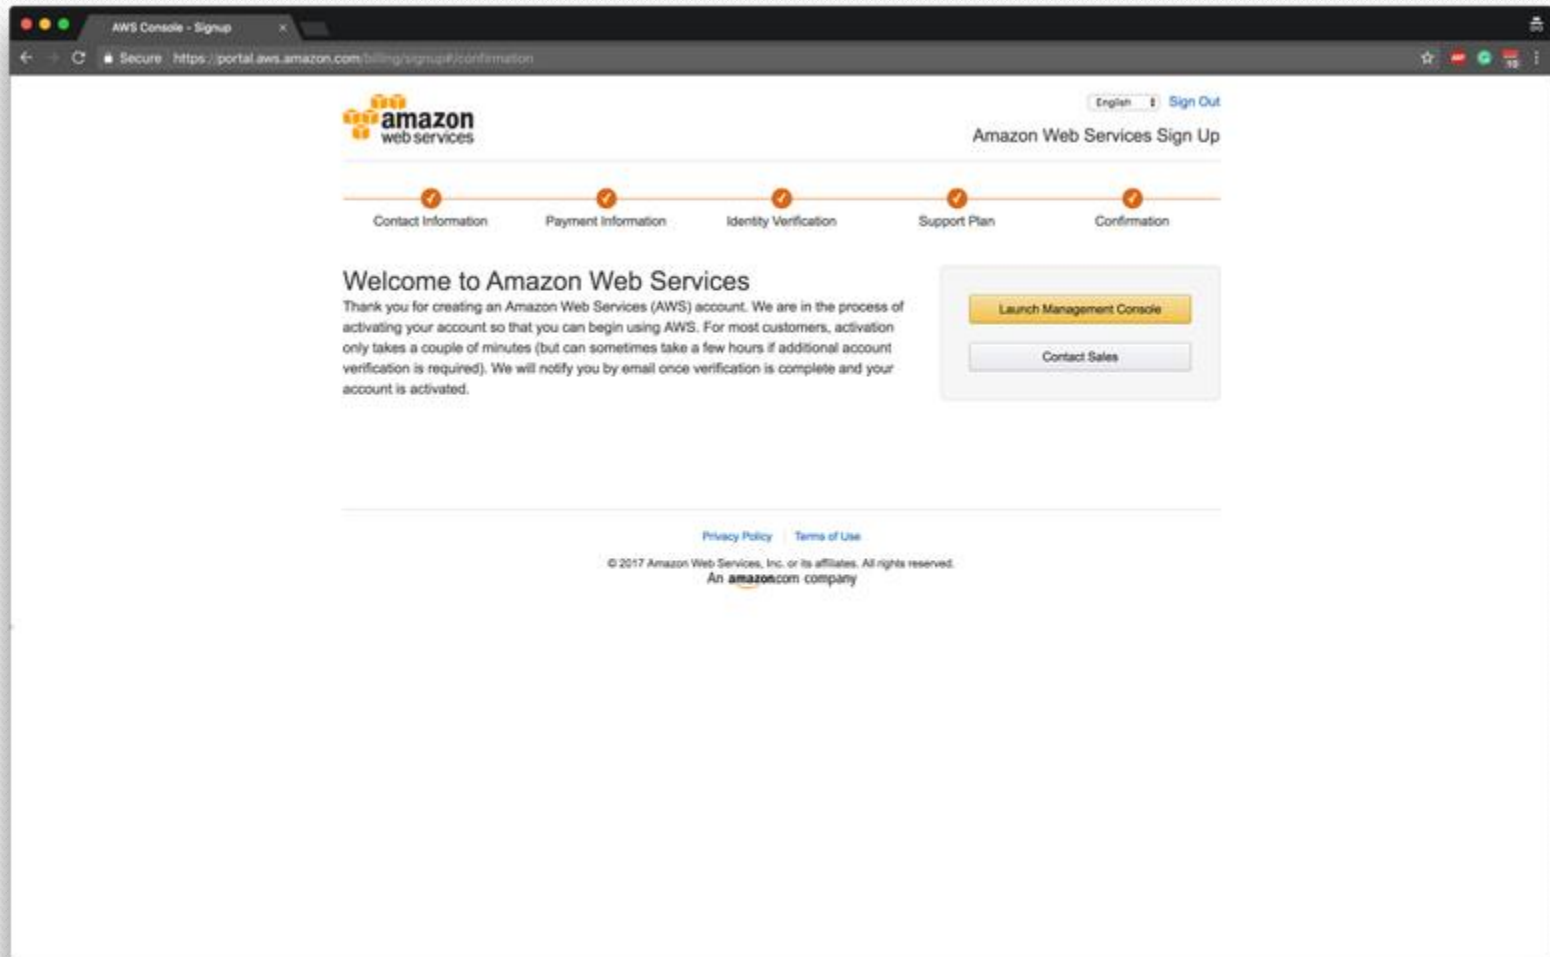 AWS Console - Signup
Secure https://portal.aws.amazon.com/billing/signup#/confirmation
amazon
web services
English Sign Out
Amazon Web Services Sign Up
Contact Information Payment Information Identity Verification Support Plan Confirmation
Welcome to Amazon Web Services
Thank you for creating an Amazon Web Services (AWS) account. We are in the process of
activating your account so that you can begin using AWS. For most customers, activation
only takes a couple of minutes (but can sometimes take a few hours if additional account
verification is required). We will notify you by email once verification is complete and your
account is activated.
Launch Management Console
Contact Sales
Privacy Policy Terms of Use
© 2017 Amazon Web Services, Inc. or its affiliates. All rights reserved.
An amazon.com company